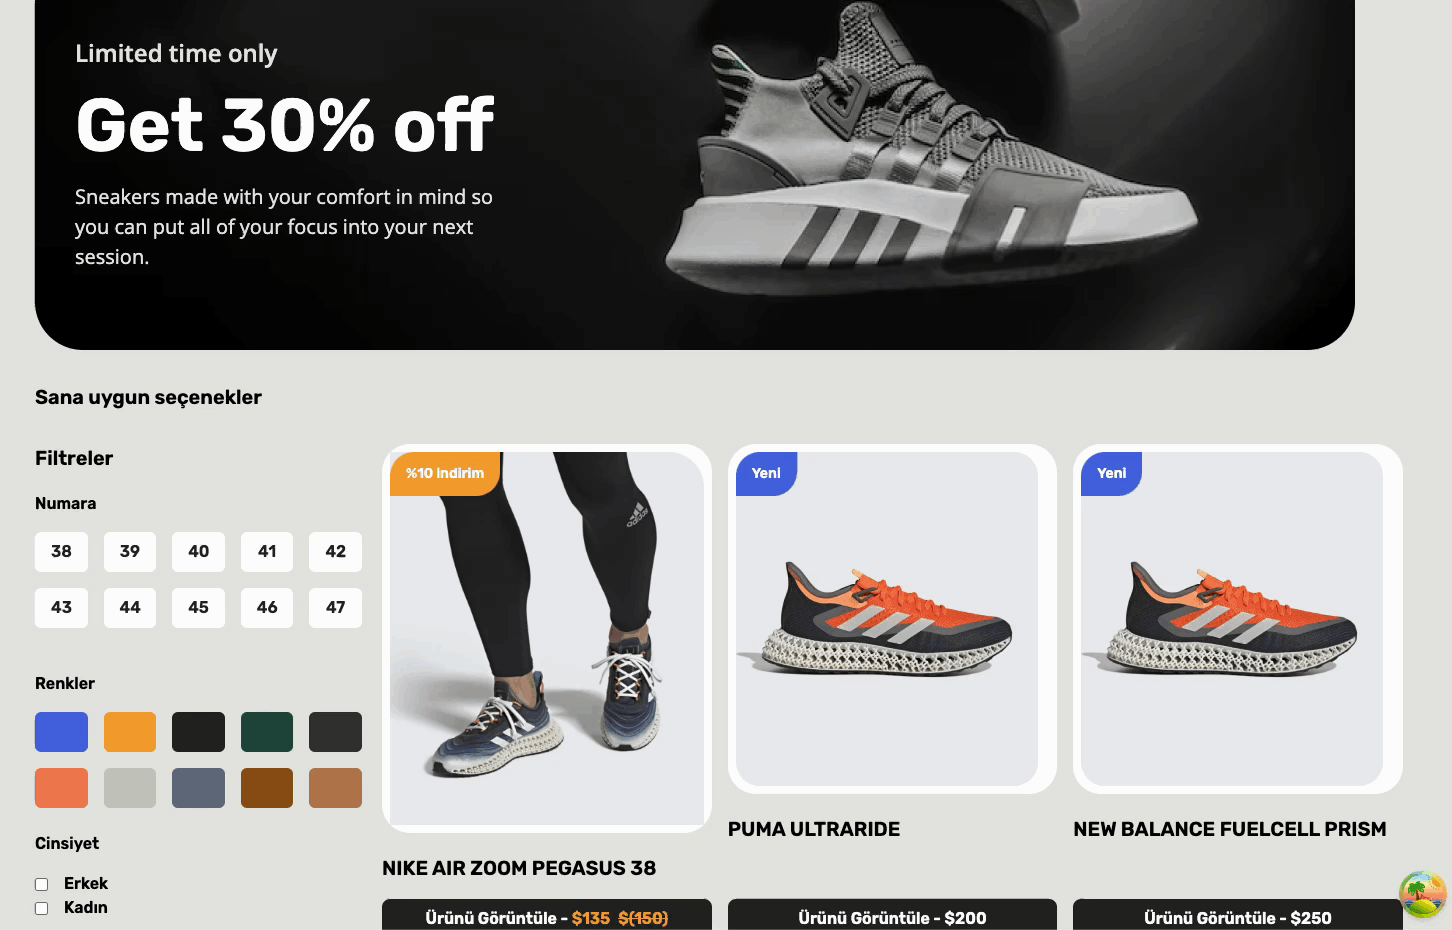 Limited time only
Get 30% off
Sneakers made with your comfort in mind so
you can put all of your focus into your next
session.
Sana uygun seçenekler
Filtreler
Numara
38 39 40 41 42
43 44 45 46 47
Renkler
Cinsiyet
Erkek
Kadın
%10 indirim
adidas
NIKE AIR ZOOM PEGASUS 38
Ürünü Görüntüle - $135 $(150)
Yeni
PUMA ULTRARIDE
Ürünü Görüntüle - $200
Yeni
NEW BALANCE FUELCELL PRISM
Ürünü Görüntüle - $250